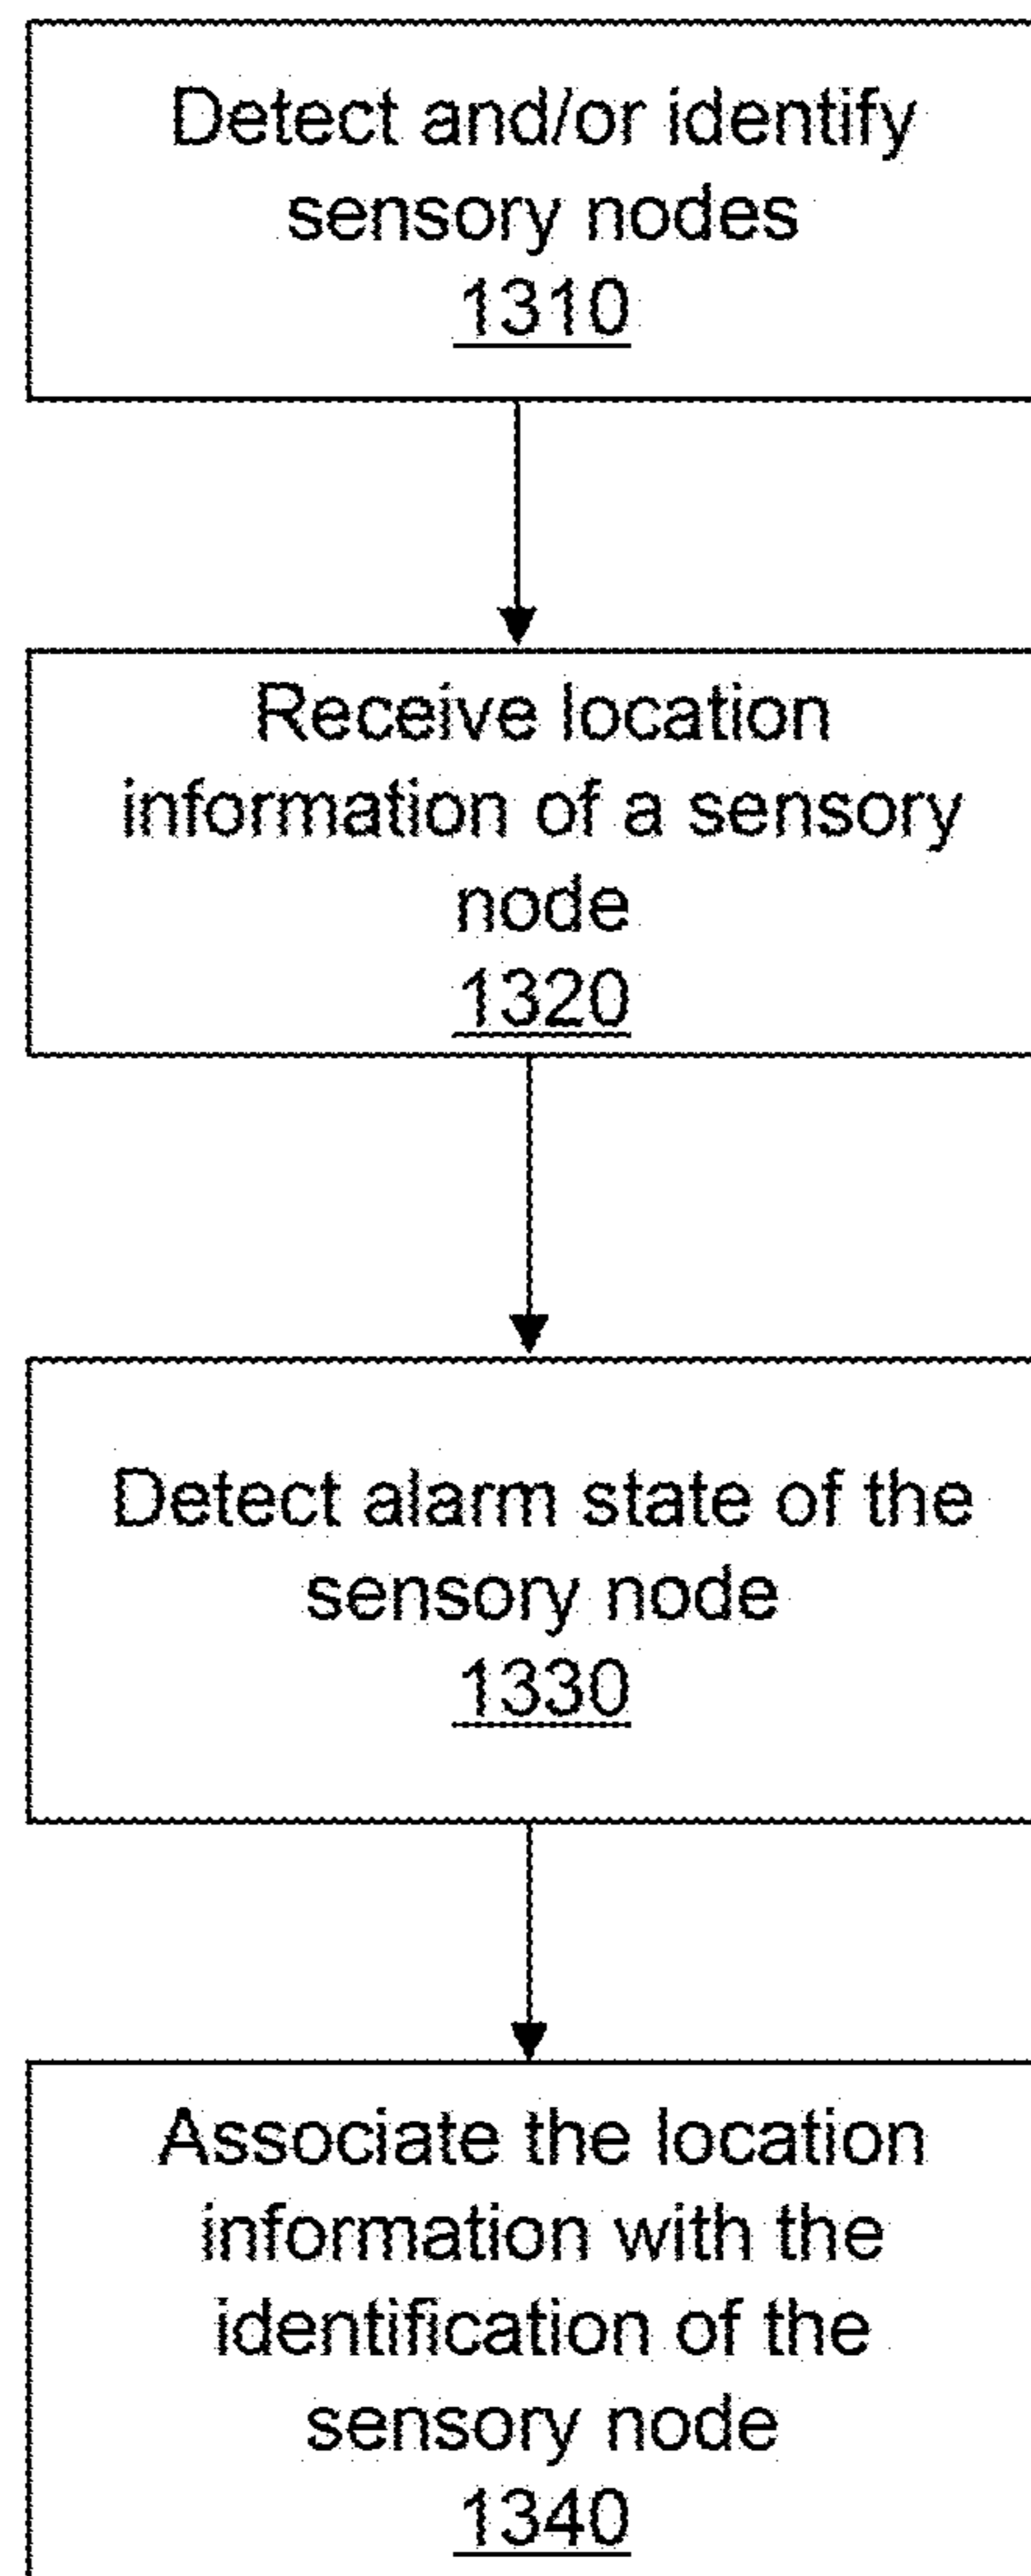 Detect and/or identify
sensory nodes
1310
Receive location
information of a sensory
node
1320
Detect alarm state of the
sensory node
1330
Associate the location
information with the
identification of the
sensory node
1340